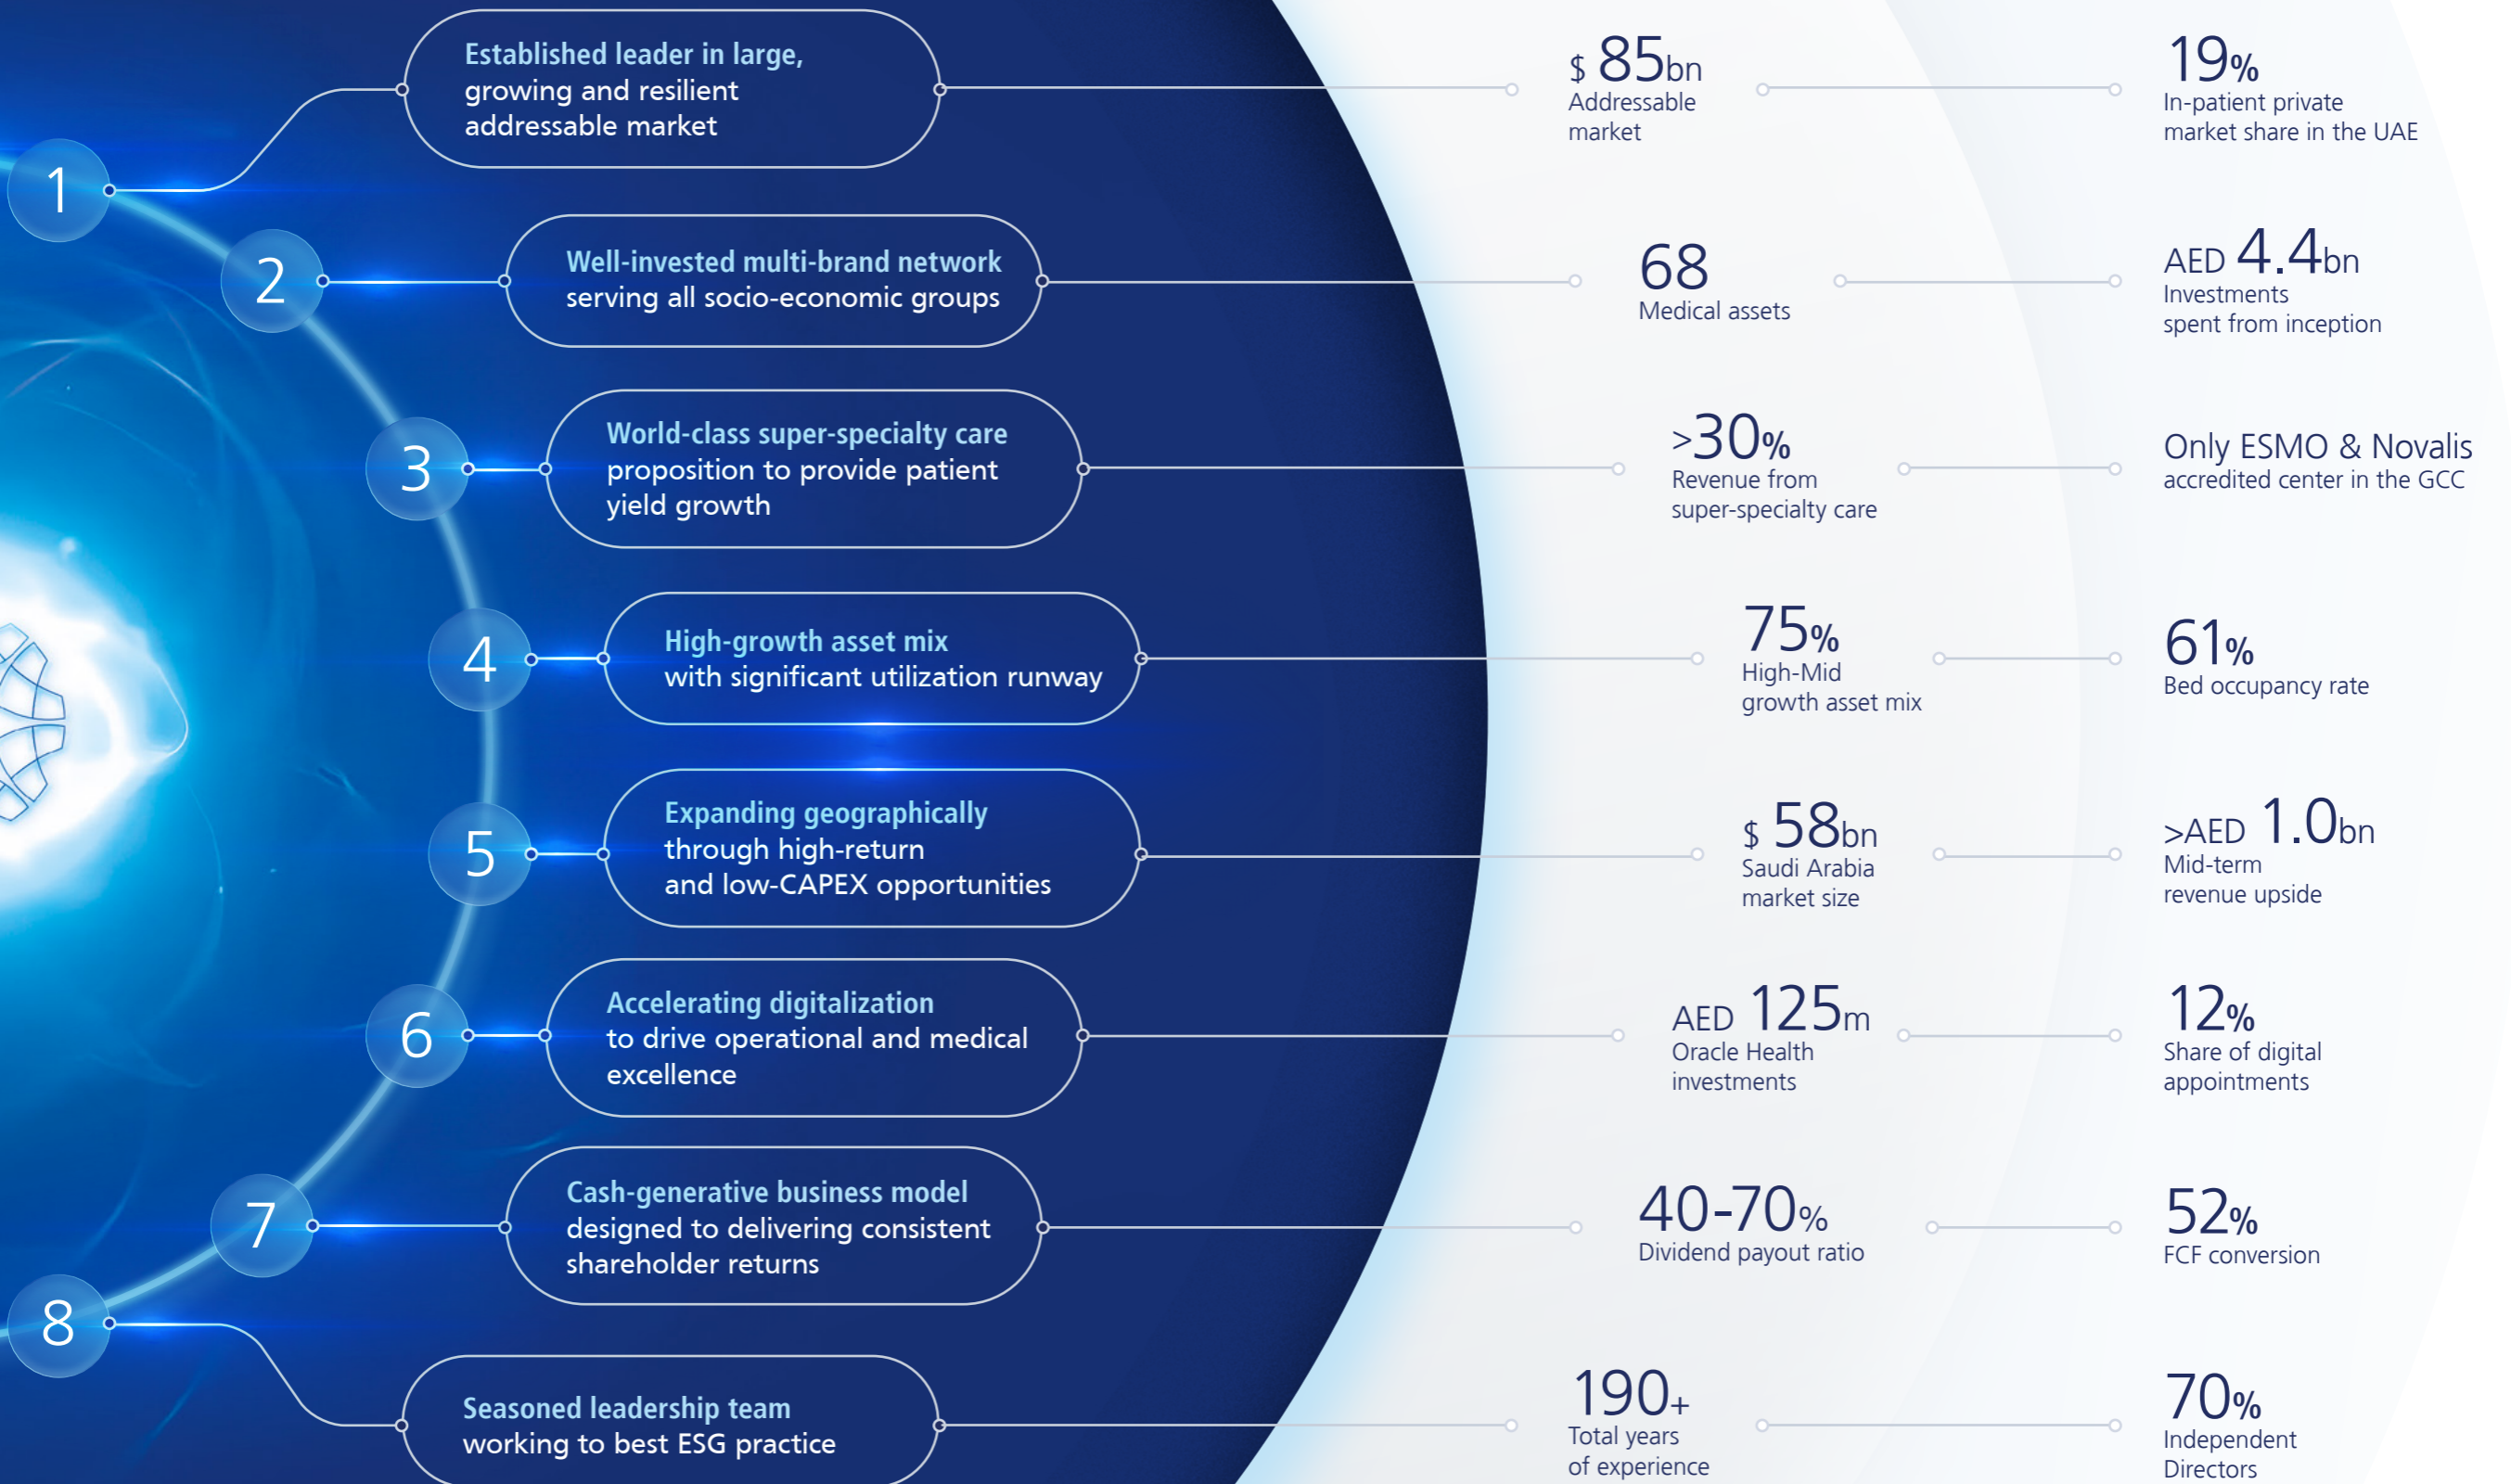 1
Established leader in large,
growing and resilient
addressable market
$ 85bn
Addressable
market
19%
In-patient private
market share in the UAE
2
Well-invested multi-brand network
serving all socio-economic groups
68
Medical assets
AED 4.4bn
Investments
spent from inception
3
World-class super-specialty care
proposition to provide patient
yield growth
>30%
Revenue from
super-specialty care
Only ESMO & Novalis
accredited center in the GCC
4
High-growth asset mix
with significant utilization runway
75%
High-Mid
growth asset mix
61%
Bed occupancy rate
5
Expanding geographically
through high-return
and low-CAPEX opportunities
$ 58bn
Saudi Arabia
market size
>AED 1.0bn
Mid-term
revenue upside
6
Accelerating digitalization
to drive operational and medical
excellence
AED 125m
Oracle Health
investments
12%
Share of digital
appointments
7
Cash-generative business model
designed to delivering consistent
shareholder returns
40-70%
Dividend payout ratio
52%
FCF conversion
8
Seasoned leadership team
working to best ESG practice
190+
Total years
of experience
70%
Independent
Directors